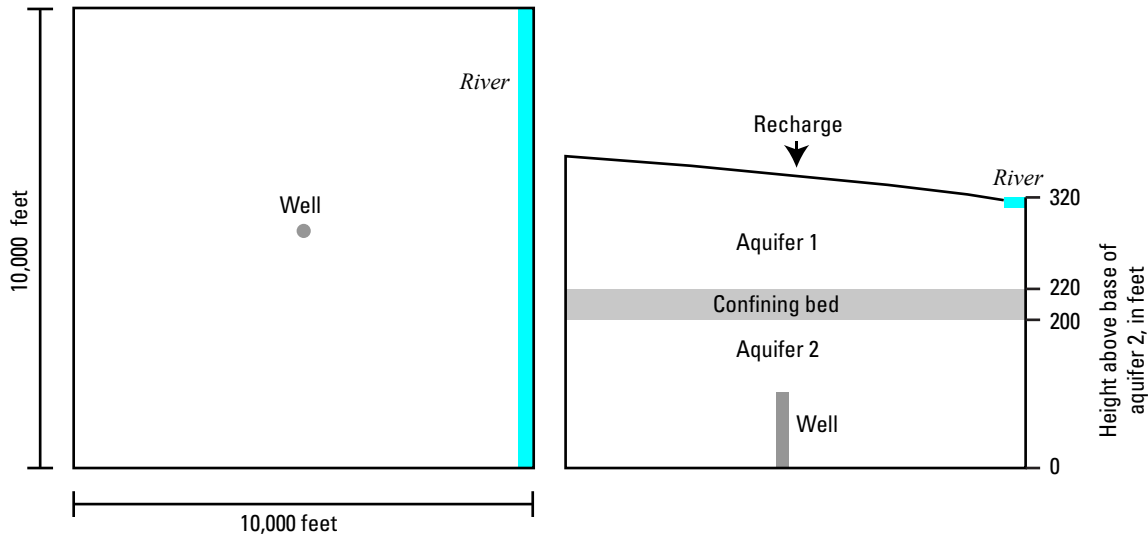 River
Well
10,000 feet
10,000 feet
Recharge
River
320
Aquifer 1
220
Confining bed
200
Aquifer 2
Well
0
Height above base of
aquifer 2, in feet